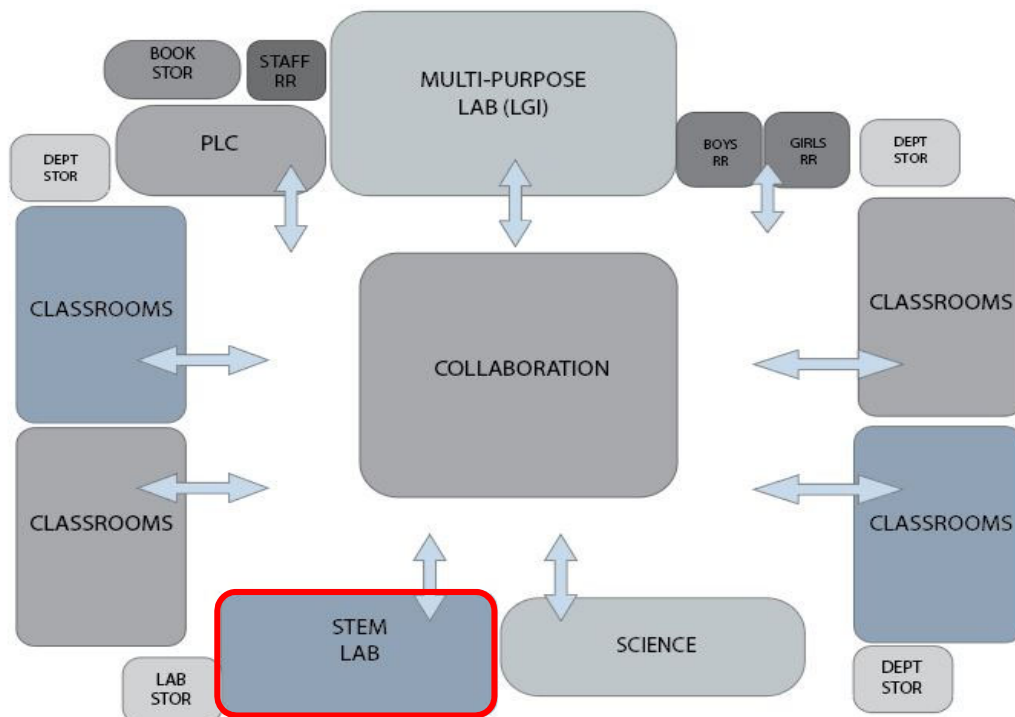 BOOK
STOR
STAFF
RR
MULTI-PURPOSE
LAB (LGI)
PLC
BOYS
RR
GIRLS
RR
DEPT
STOR
DEPT
STOR
CLASSROOMS
CLASSROOMS
COLLABORATION
CLASSROOMS
CLASSROOMS
STEM
LAB
SCIENCE
LAB
STOR
DEPT
STOR